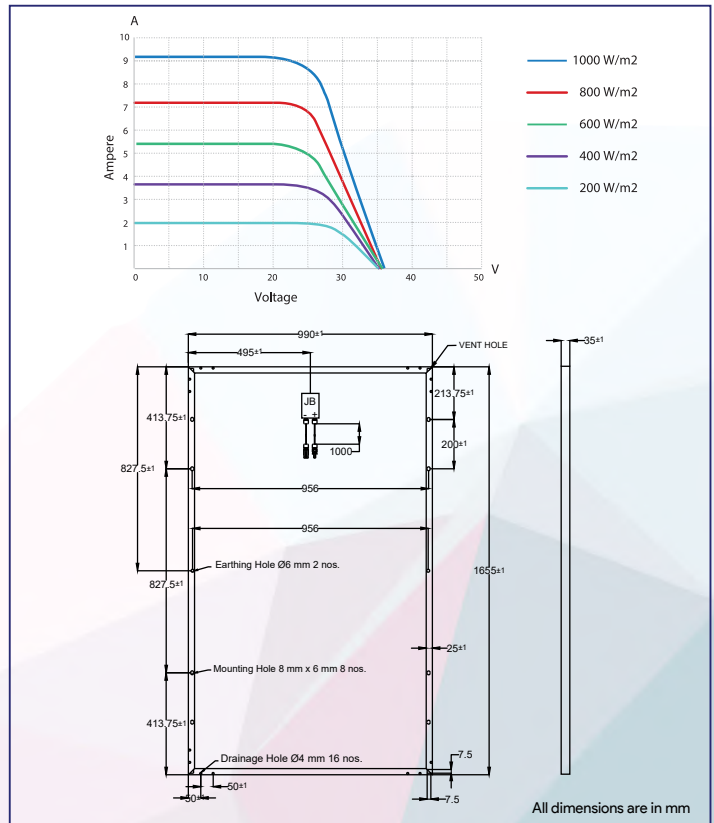 A
10
9
8
7
6
5
4
3
2
1
Ampere
0 10 20 30 40 50
V
Voltage
1000 W/m2
800 W/m2
600 W/m2
400 W/m2
200 W/m2
990±1
495±1
VENT HOLE
35±1
JB
- +
1000
413.75±1
827.5±1
213.75±1
200±1
956
956
Earthing Hole Ø6 mm 2 nos.
1655±1
827.5±1
25±1
Mounting Hole 8 mm x 6 mm 8 nos.
413.75±1
Drainage Hole Ø4 mm 16 nos.
7.5
50±1
50±1
7.5
All dimensions are in mm